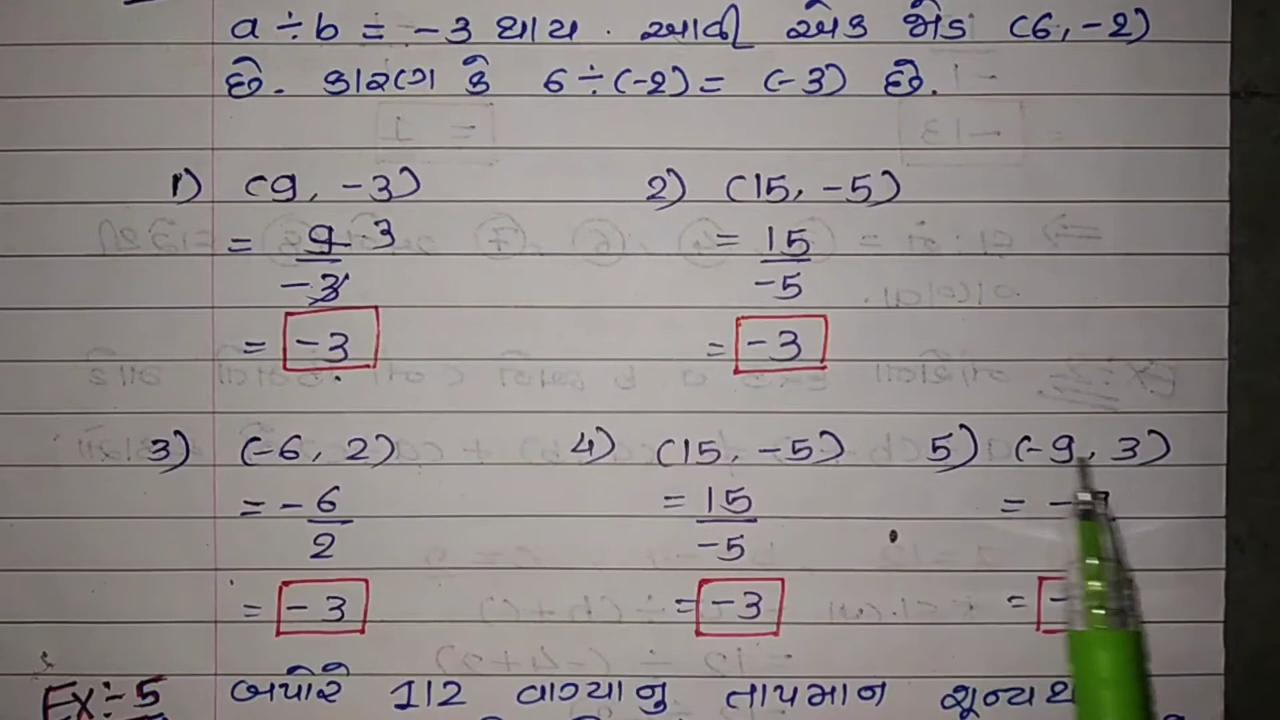 a ÷ b = -3 થાય. આવી એક જોડ (6, -2)
છે. કારણ કે 6 ÷ (-2) = (-3) છે.
1) (9, -3) 2) (15, -5)
= 9 3 = 15
-3 -5
= -3 = -3
3) (-6, 2) 4) (15, -5) 5) (-9, 3)
= -6 = 15 = -
2 -5
= -3 = -3 = -
Ex:-5 બપોરે 12 વાગ્યાનુ તાપમાન